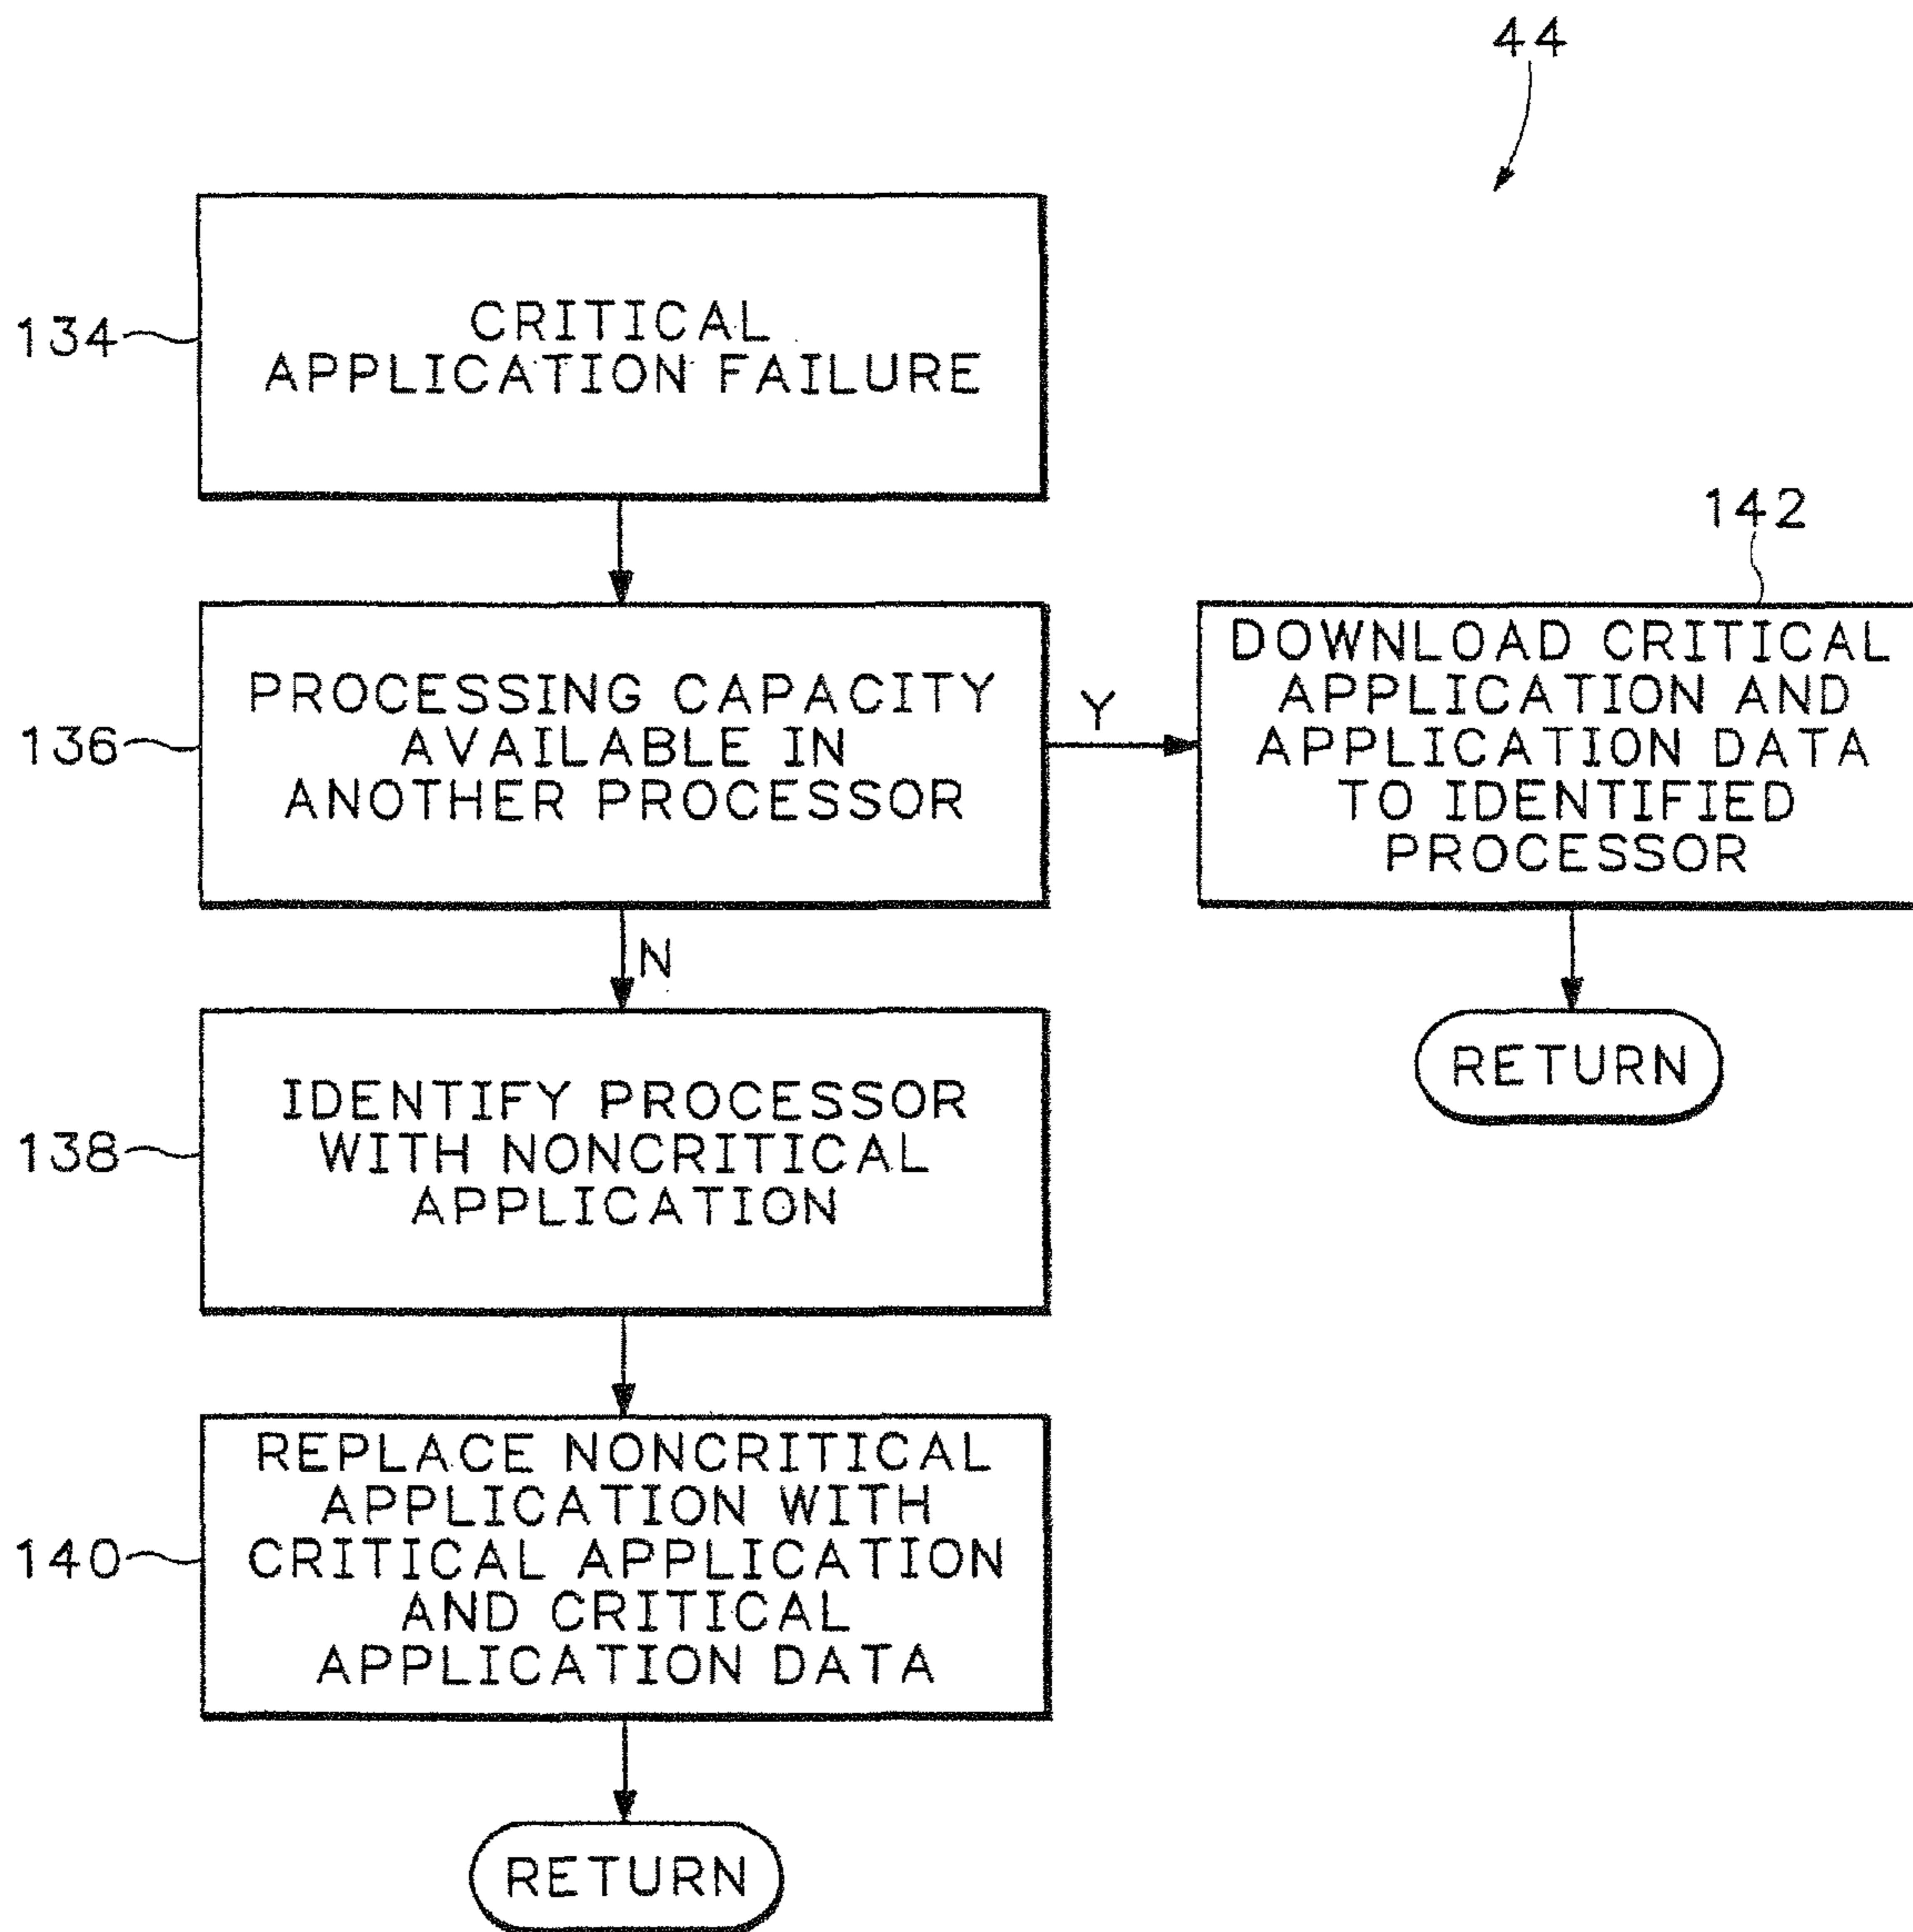 44
134
CRITICAL
APPLICATION FAILURE
142
136
PROCESSING CAPACITY
AVAILABLE IN
ANOTHER PROCESSOR
Y
DOWNLOAD CRITICAL
APPLICATION AND
APPLICATION DATA
TO IDENTIFIED
PROCESSOR
N
RETURN
138
IDENTIFY PROCESSOR
WITH NONCRITICAL
APPLICATION
140
REPLACE NONCRITICAL
APPLICATION WITH
CRITICAL APPLICATION
AND CRITICAL
APPLICATION DATA
RETURN